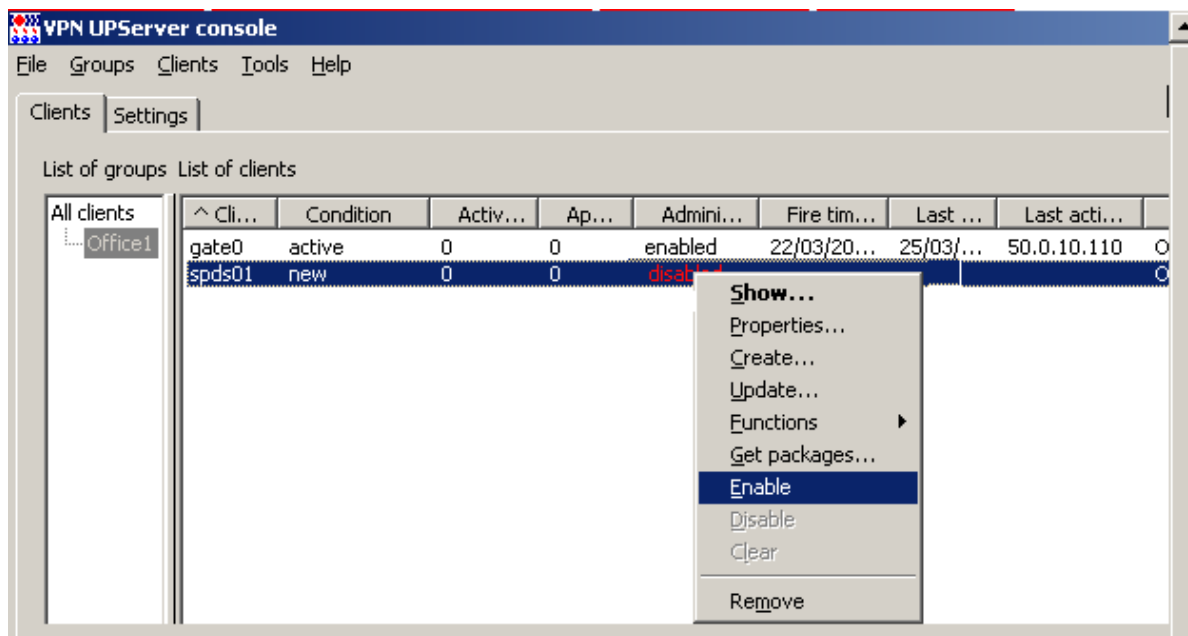 VPN UPServer console
File Groups Clients Tools Help
Clients Settings
List of groups List of clients
All clients ^ Cli... Condition Activ... Ap... Admini... Fire tim... Last ... Last acti...
Office1 gate0 active 0 0 enabled 22/03/20... 25/03/... 50.0.10.110 O
spds01 new 0 0 disabled O
Show...
Properties...
Create...
Update...
Functions
Get packages...
Enable
Disable
Clear
Remove